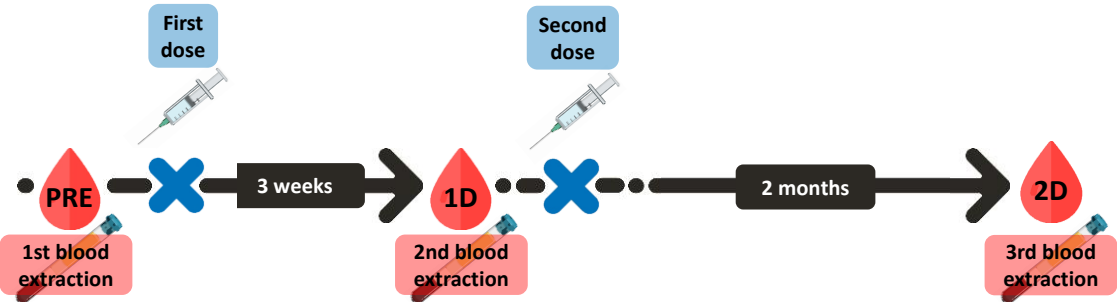 First
dose
Second
dose
PRE
3 weeks
1D
2 months
2D
1st blood
extraction
2nd blood
extraction
3rd blood
extraction